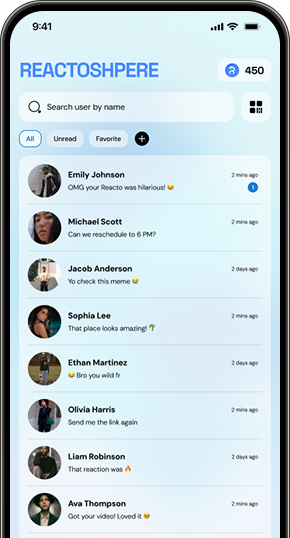 9:41
REACTOSHPERE
450
Search user by name
All Unread Favorite
Emily Johnson 2 mins ago
OMG your Reacto was hilarious! 😂 1
Michael Scott 2 mins ago
Can we reschedule to 6 PM?
Jacob Anderson 2 days ago
Yo check this meme 😂
Sophia Lee 2 mins ago
That place looks amazing! 🌴
Ethan Martinez 2 days ago
😂 Bro you wild fr
Olivia Harris 2 mins ago
Send me the link again
Liam Robinson 2 days ago
That reaction was 🔥
Ava Thompson 2 mins ago
Got your video! Loved it 😎